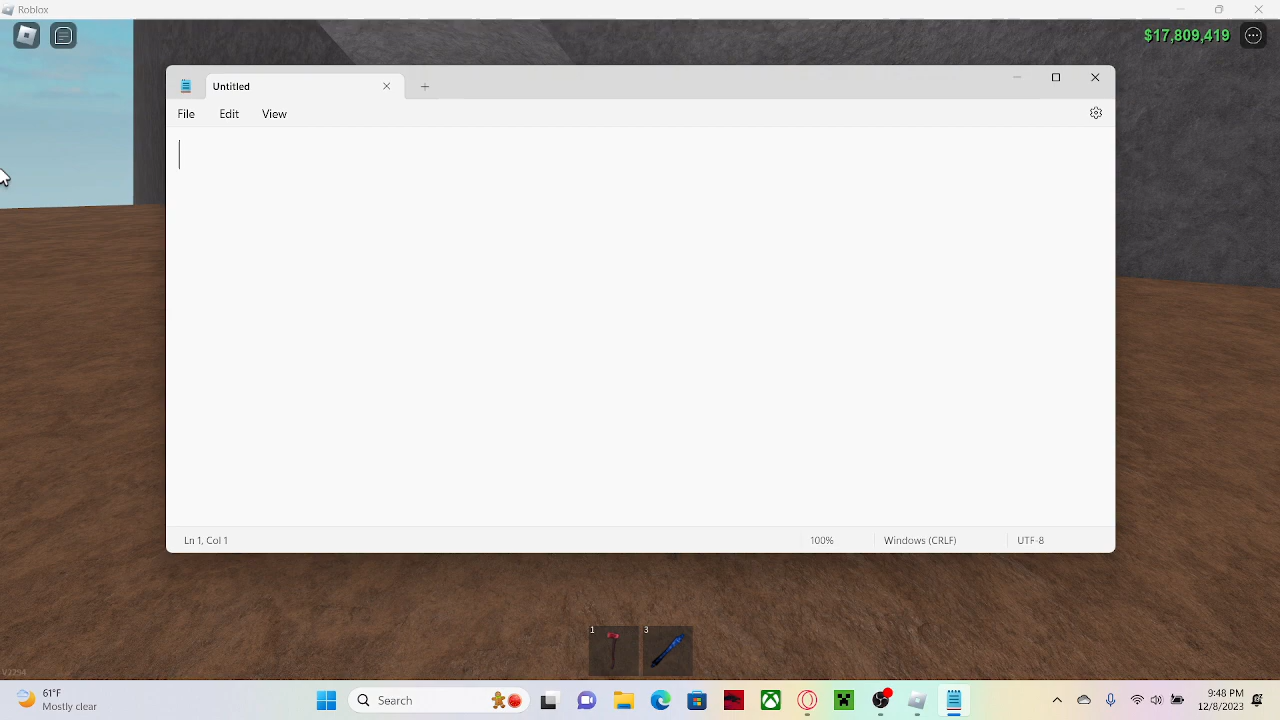 Roblox
$17,809,419
Untitled
File Edit View
Ln 1, Col 1 100% Windows (CRLF) UTF-8
1 3
V2254
61°F
Mostly clear
Search
9:48 PM
12/8/2023